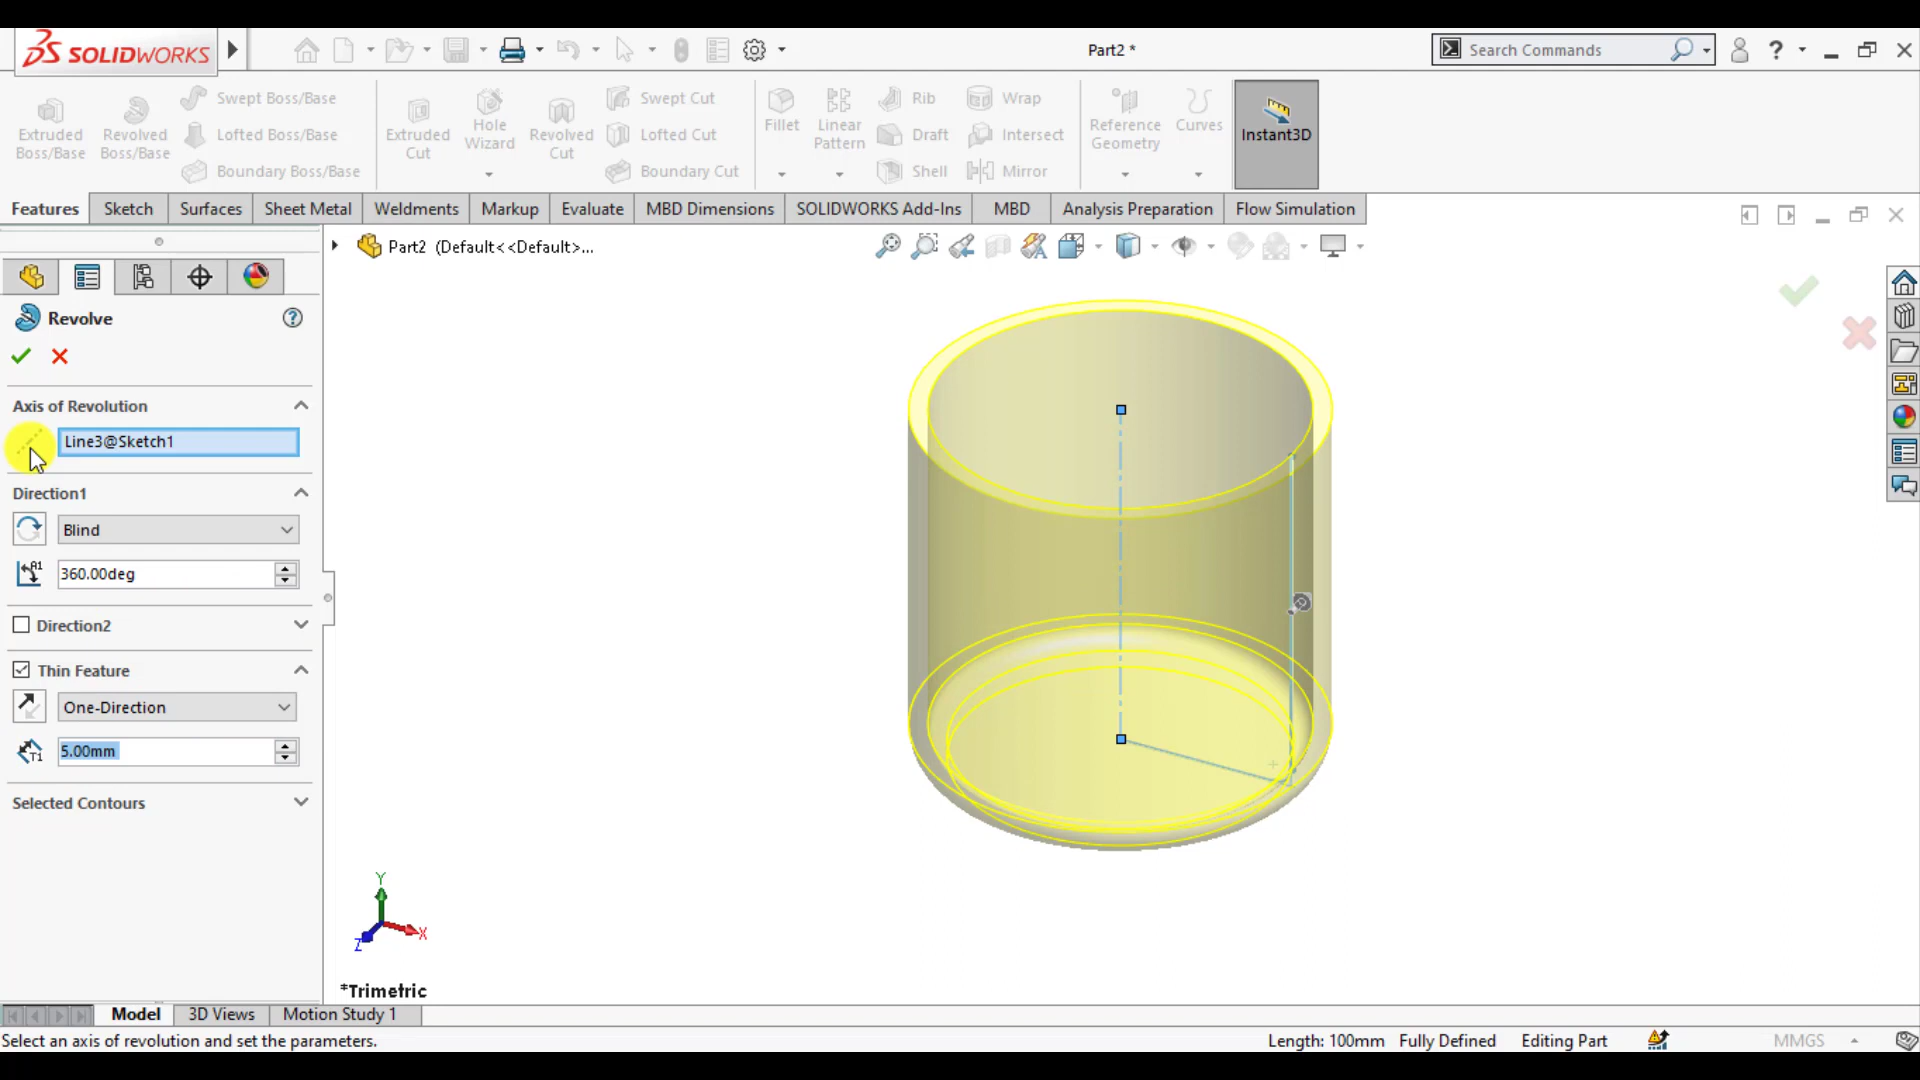 SOLIDWORKS
Part2 *
Search Commands
?
Extruded Boss/Base
Revolved Boss/Base
Swept Boss/Base
Lofted Boss/Base
Boundary Boss/Base
Extruded Cut
Hole Wizard
Revolved Cut
Swept Cut
Lofted Cut
Boundary Cut
Fillet
Linear Pattern
Rib
Draft
Shell
Wrap
Intersect
Mirror
Reference Geometry
Curves
Instant3D
Features
Sketch
Surfaces
Sheet Metal
Weldments
Markup
Evaluate
MBD Dimensions
SOLIDWORKS Add-Ins
MBD
Analysis Preparation
Flow Simulation
Part2 (Default<<Default>...
Revolve
?
Axis of Revolution
Line3@Sketch1
Direction1
Blind
A1
360.00deg
Direction2
Thin Feature
One-Direction
T1
5.00mm
Selected Contours
Y
X
Z
*Trimetric
Model
3D Views
Motion Study 1
Select an axis of revolution and set the parameters.
Length: 100mm
Fully Defined
Editing Part
MMGS